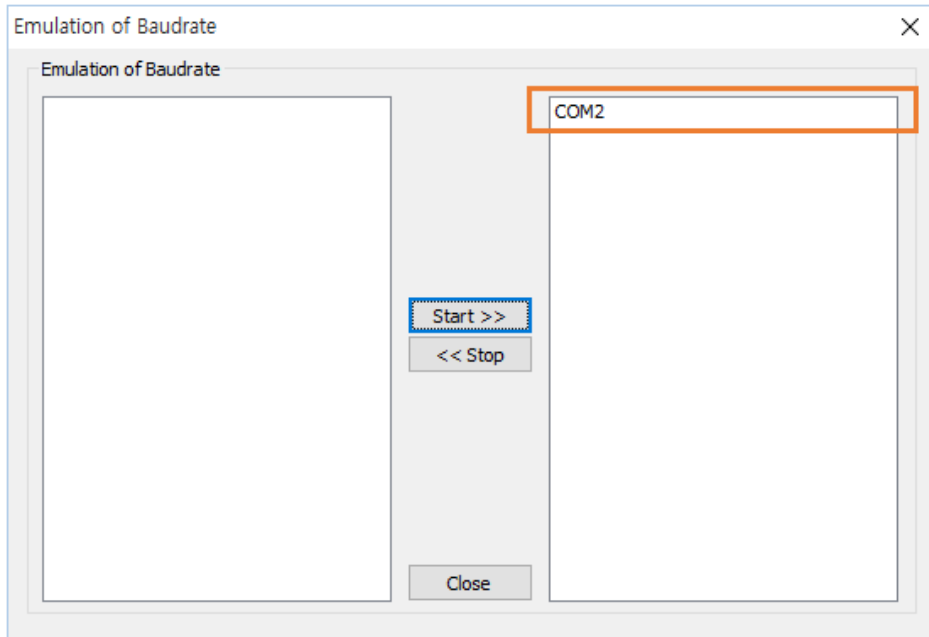 Emulation of Baudrate
Emulation of Baudrate
COM2
Start >>
<< Stop
Close